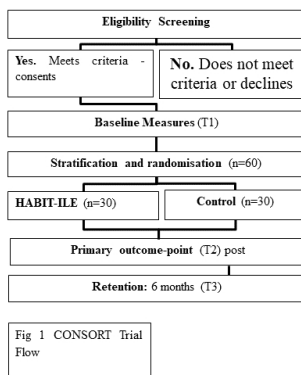 Eligibility Screening
Yes. Meets criteria -
consents
No. Does not meet
criteria or declines
Baseline Measures (T1)
Stratification and randomisation (n=60)
HABIT-ILE (n=30)
Control (n=30)
Primary outcome-point (T2) post
Retention: 6 months (T3)
Fig 1 CONSORT Trial
Flow